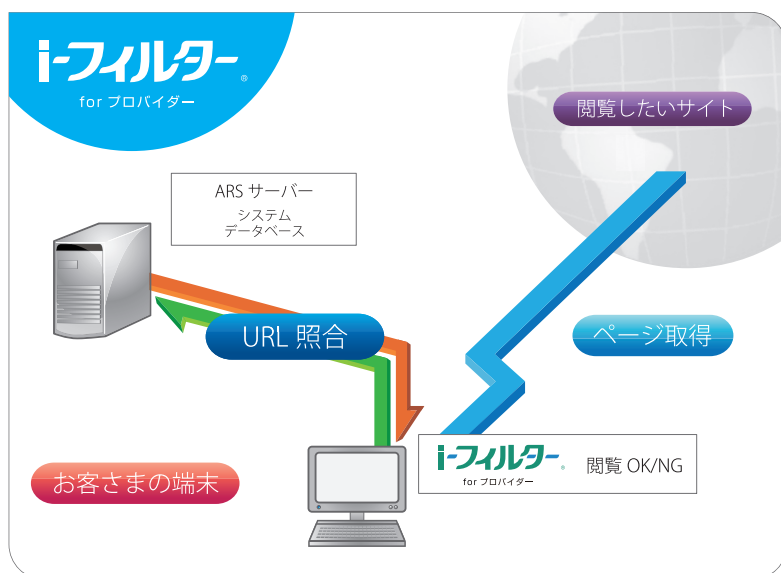 i-フィルター®
for プロバイダー
閲覧したいサイト
ARS サーバー
システム
データベース
URL 照合
ページ取得
お客さまの端末
i-フィルター®
for プロバイダー
閲覧 OK/NG